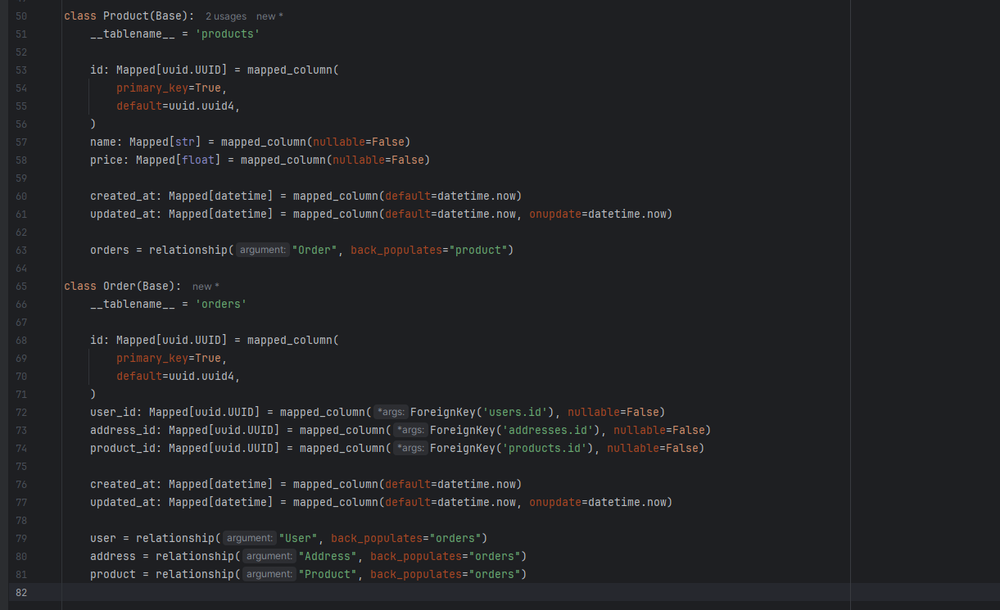 50 class Product(Base): 2 usages new *
51 __tablename__ = 'products'
52
53 id: Mapped[uuid.UUID] = mapped_column(
54 primary_key=True,
55 default=uuid.uuid4,
56 )
57 name: Mapped[str] = mapped_column(nullable=False)
58 price: Mapped[float] = mapped_column(nullable=False)
59
60 created_at: Mapped[datetime] = mapped_column(default=datetime.now)
61 updated_at: Mapped[datetime] = mapped_column(default=datetime.now, onupdate=datetime.now)
62
63 orders = relationship( argument: "Order", back_populates="product")
64
65 class Order(Base): new *
66 __tablename__ = 'orders'
67
68 id: Mapped[uuid.UUID] = mapped_column(
69 primary_key=True,
70 default=uuid.uuid4,
71 )
72 user_id: Mapped[uuid.UUID] = mapped_column( *args: ForeignKey('users.id'), nullable=False)
73 address_id: Mapped[uuid.UUID] = mapped_column( *args: ForeignKey('addresses.id'), nullable=False)
74 product_id: Mapped[uuid.UUID] = mapped_column( *args: ForeignKey('products.id'), nullable=False)
75
76 created_at: Mapped[datetime] = mapped_column(default=datetime.now)
77 updated_at: Mapped[datetime] = mapped_column(default=datetime.now, onupdate=datetime.now)
78
79 user = relationship( argument: "User", back_populates="orders")
80 address = relationship( argument: "Address", back_populates="orders")
81 product = relationship( argument: "Product", back_populates="orders")
82